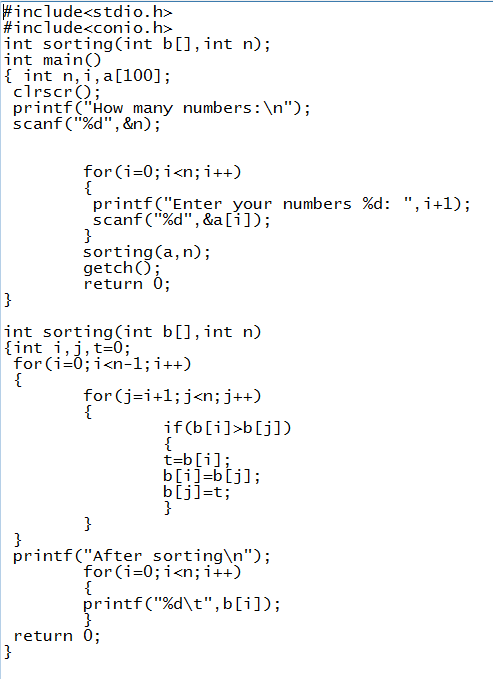 #include<stdio.h>
#include<conio.h>
int sorting(int b[],int n);
int main()
{ int n,i,a[100];
 clrscr();
 printf("How many numbers:\n");
 scanf("%d",&n);
        for(i=0;i<n;i++)
        {
         printf("Enter your numbers %d: ",i+1);
         scanf("%d",&a[i]);
        }
        sorting(a,n);
        getch();
        return 0;
}
int sorting(int b[],int n)
{int i,j,t=0;
 for(i=0;i<n-1;i++)
 {
        for(j=i+1;j<n;j++)
        {
                if(b[i]>b[j])
                {
                t=b[i];
                b[i]=b[j];
                b[j]=t;
                }
        }
 }
 printf("After sorting\n");
        for(i=0;i<n;i++)
        {
        printf("%d\t",b[i]);
        }
 return 0;
}